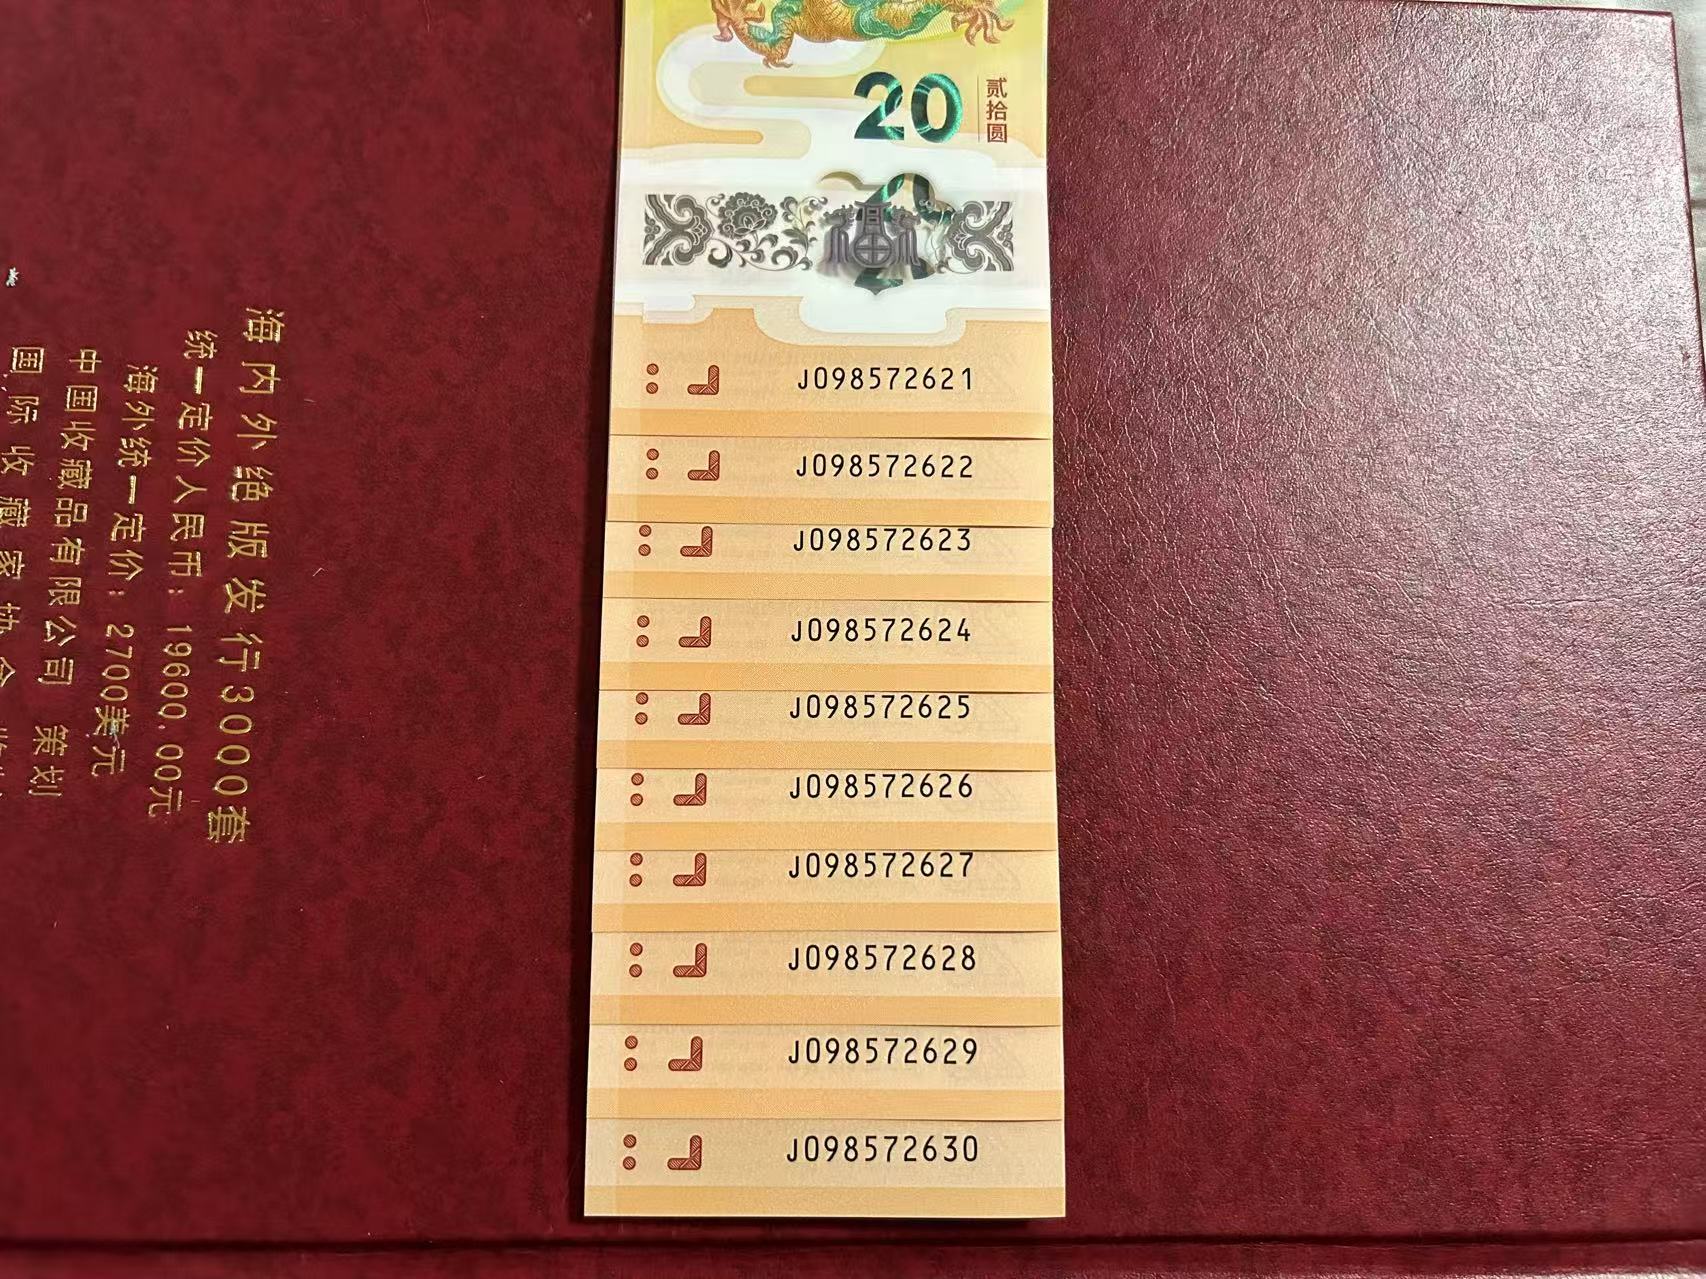 20
贰拾圆
J098572621
J098572622
J098572623
J098572624
J098572625
J098572626
J098572627
J098572628
J098572629
J098572630
海内外绝版发行30000套
统一定价人民币：19600.00元
海外统一定价：2700美元
中国收藏品有限公司 策划
国际收藏家协会